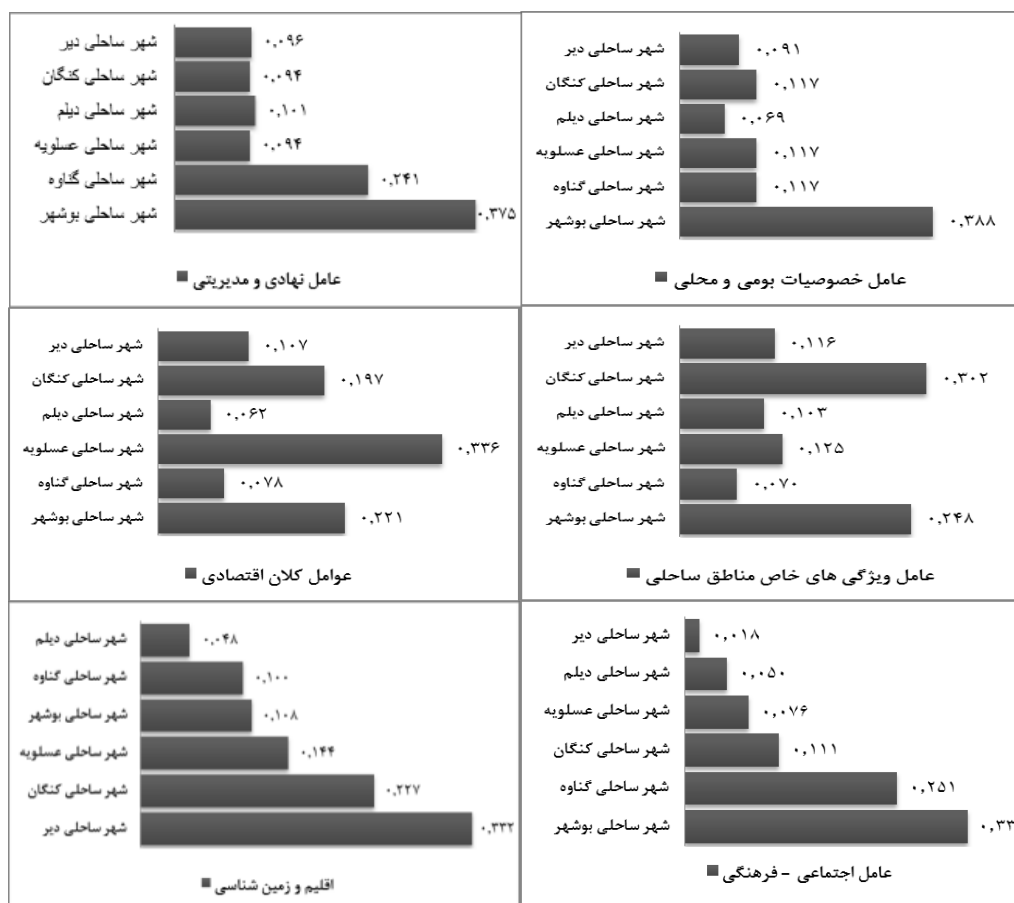 شهر ساحلی دیر ۰,۰۹۱
شهر ساحلی کنگان ۰,۱۱۷
شهر ساحلی دیلم ۰,۰۶۹
شهر ساحلی عسلویه ۰,۱۱۷
شهر ساحلی گناوه ۰,۱۱۷
شهر ساحلی بوشهر ۰,۳۸۸
عامل خصوصیات بومی و محلی
شهر ساحلی دیر ۰,۰۹۶
شهر ساحلی کنگان ۰,۰۹۴
شهر ساحلی دیلم ۰,۱۰۱
شهر ساحلی عسلویه ۰,۰۹۴
شهر ساحلی گناوه ۰,۲۴۱
شهر ساحلی بوشهر ۰,۳۷۵
عامل نهادی و مدیریتی
شهر ساحلی دیر ۰,۱۱۶
شهر ساحلی کنگان ۰,۳۰۲
شهر ساحلی دیلم ۰,۱۰۳
شهر ساحلی عسلویه ۰,۱۲۵
شهر ساحلی گناوه ۰,۰۷۰
شهر ساحلی بوشهر ۰,۲۴۸
عامل ویژگی های خاص مناطق ساحلی
شهر ساحلی دیر ۰,۱۰۷
شهر ساحلی کنگان ۰,۱۹۷
شهر ساحلی دیلم ۰,۰۶۲
شهر ساحلی عسلویه ۰,۳۳۶
شهر ساحلی گناوه ۰,۰۷۸
شهر ساحلی بوشهر ۰,۲۲۱
عوامل کلان اقتصادی
شهر ساحلی دیر ۰,۰۱۸
شهر ساحلی دیلم ۰,۰۵۰
شهر ساحلی عسلویه ۰,۰۷۶
شهر ساحلی کنگان ۰,۱۱۱
شهر ساحلی گناوه ۰,۲۵۱
شهر ساحلی بوشهر
عامل اجتماعی - فرهنگی
شهر ساحلی دیلم ۰,۰۴۸
شهر ساحلی گناوه ۰,۱۰۰
شهر ساحلی بوشهر ۰,۱۰۸
شهر ساحلی عسلویه ۰,۱۴۴
شهر ساحلی کنگان ۰,۲۲۷
شهر ساحلی دیر ۰,۳۳۲
اقلیم و زمین شناسی